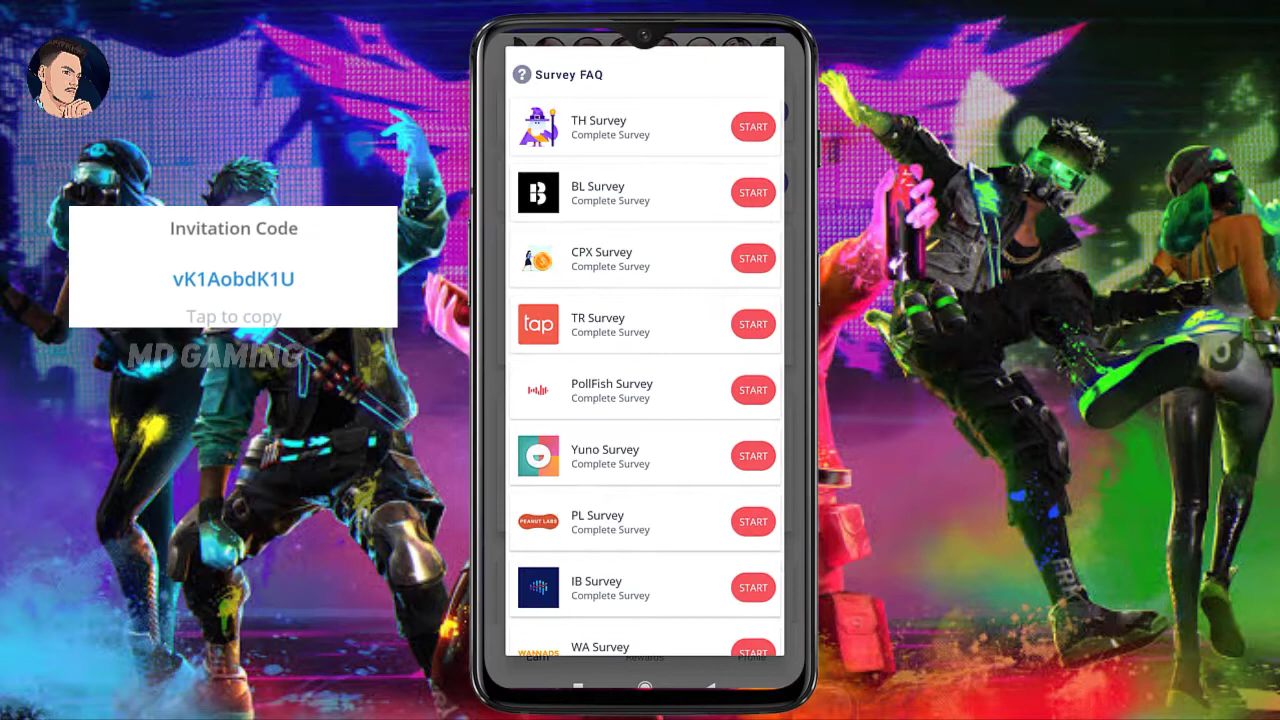 Invitation Code
vK1AobdK1U
Tap to copy
MD GAMING
Survey FAQ
TH Survey
Complete Survey
START
BL Survey
Complete Survey
START
CPX Survey
Complete Survey
START
tap
TR Survey
Complete Survey
START
PollFish Survey
Complete Survey
START
Yuno Survey
Complete Survey
START
PEANUT LABS
PL Survey
Complete Survey
START
IB Survey
Complete Survey
START
WANNADS
WA Survey
START
Earn
Rewards
Profile